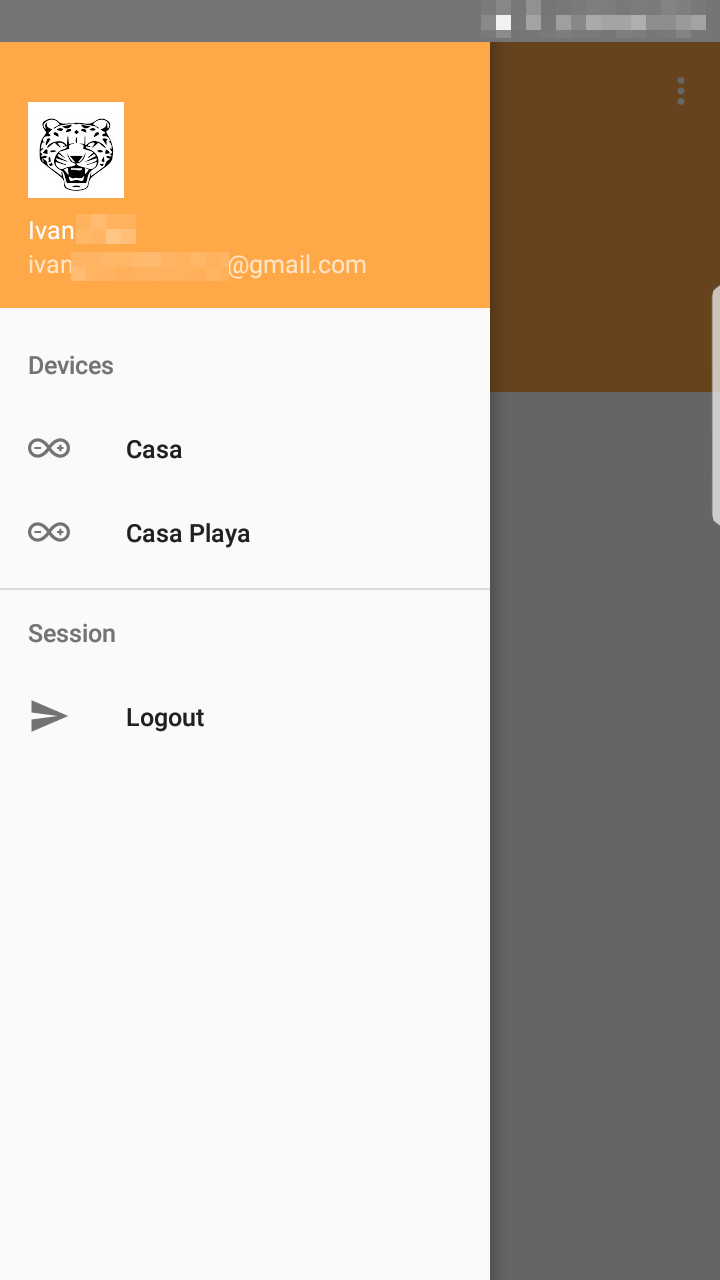 Ivan
ivan @gmail.com
Devices
Casa
Casa Playa
Session
Logout